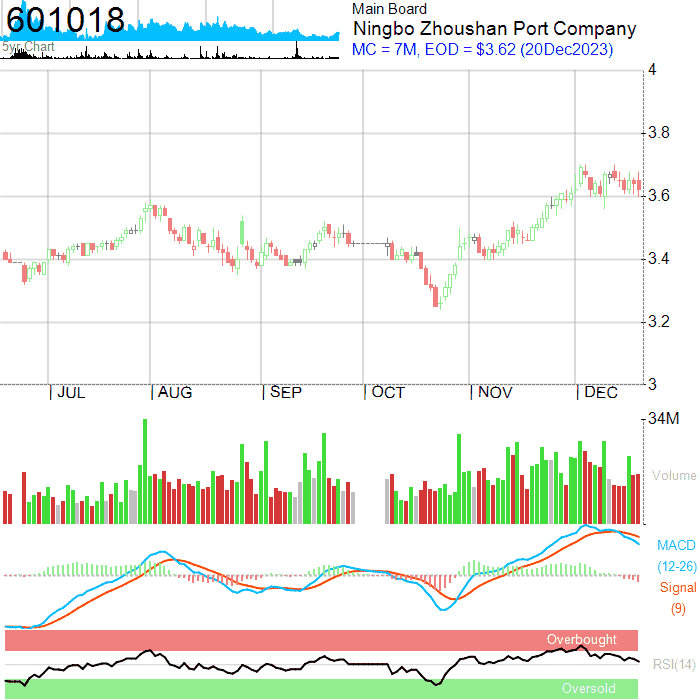 601018
5yr Chart
Main Board
Ningbo Zhoushan Port Company
MC = 7M, EOD = $3.62 (20Dec2023)
4
3.8
3.6
3.4
3.2
3
JUL
AUG
SEP
OCT
NOV
DEC
34M
Volume
MACD
(12-26)
Signal
(9)
Overbought
RSI(14)
Oversold